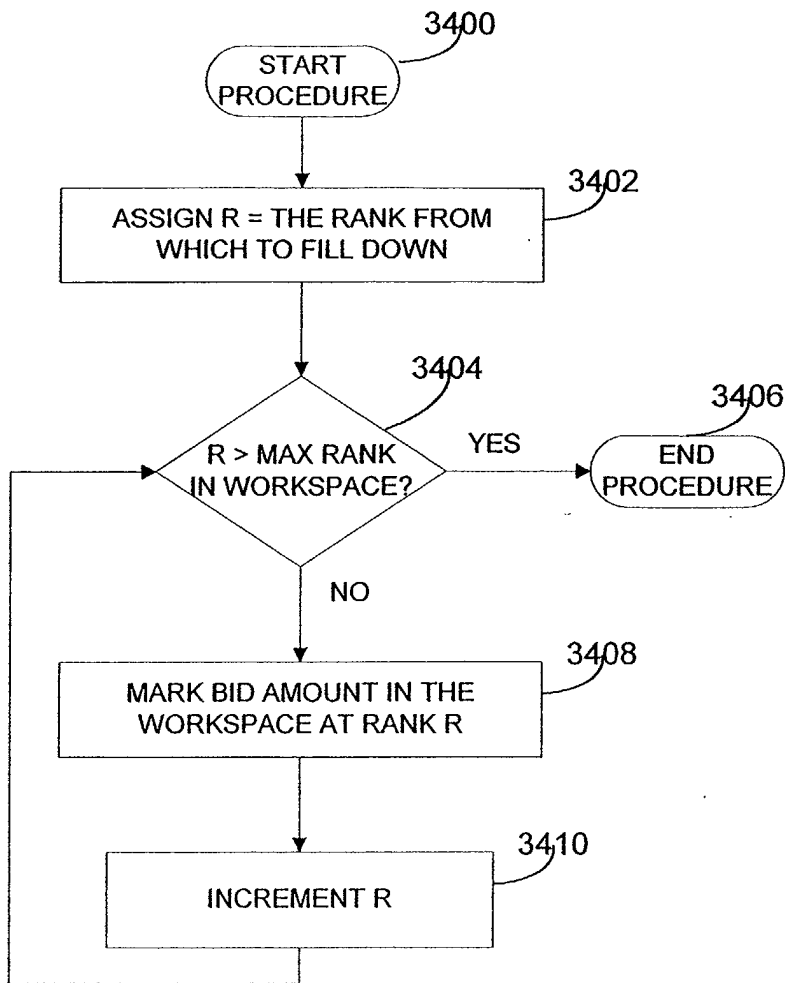 3400
START
PROCEDURE
3402
ASSIGN R = THE RANK FROM
WHICH TO FILL DOWN
3404
R > MAX RANK
IN WORKSPACE?
YES
3406
END
PROCEDURE
NO
3408
MARK BID AMOUNT IN THE
WORKSPACE AT RANK R
3410
INCREMENT R